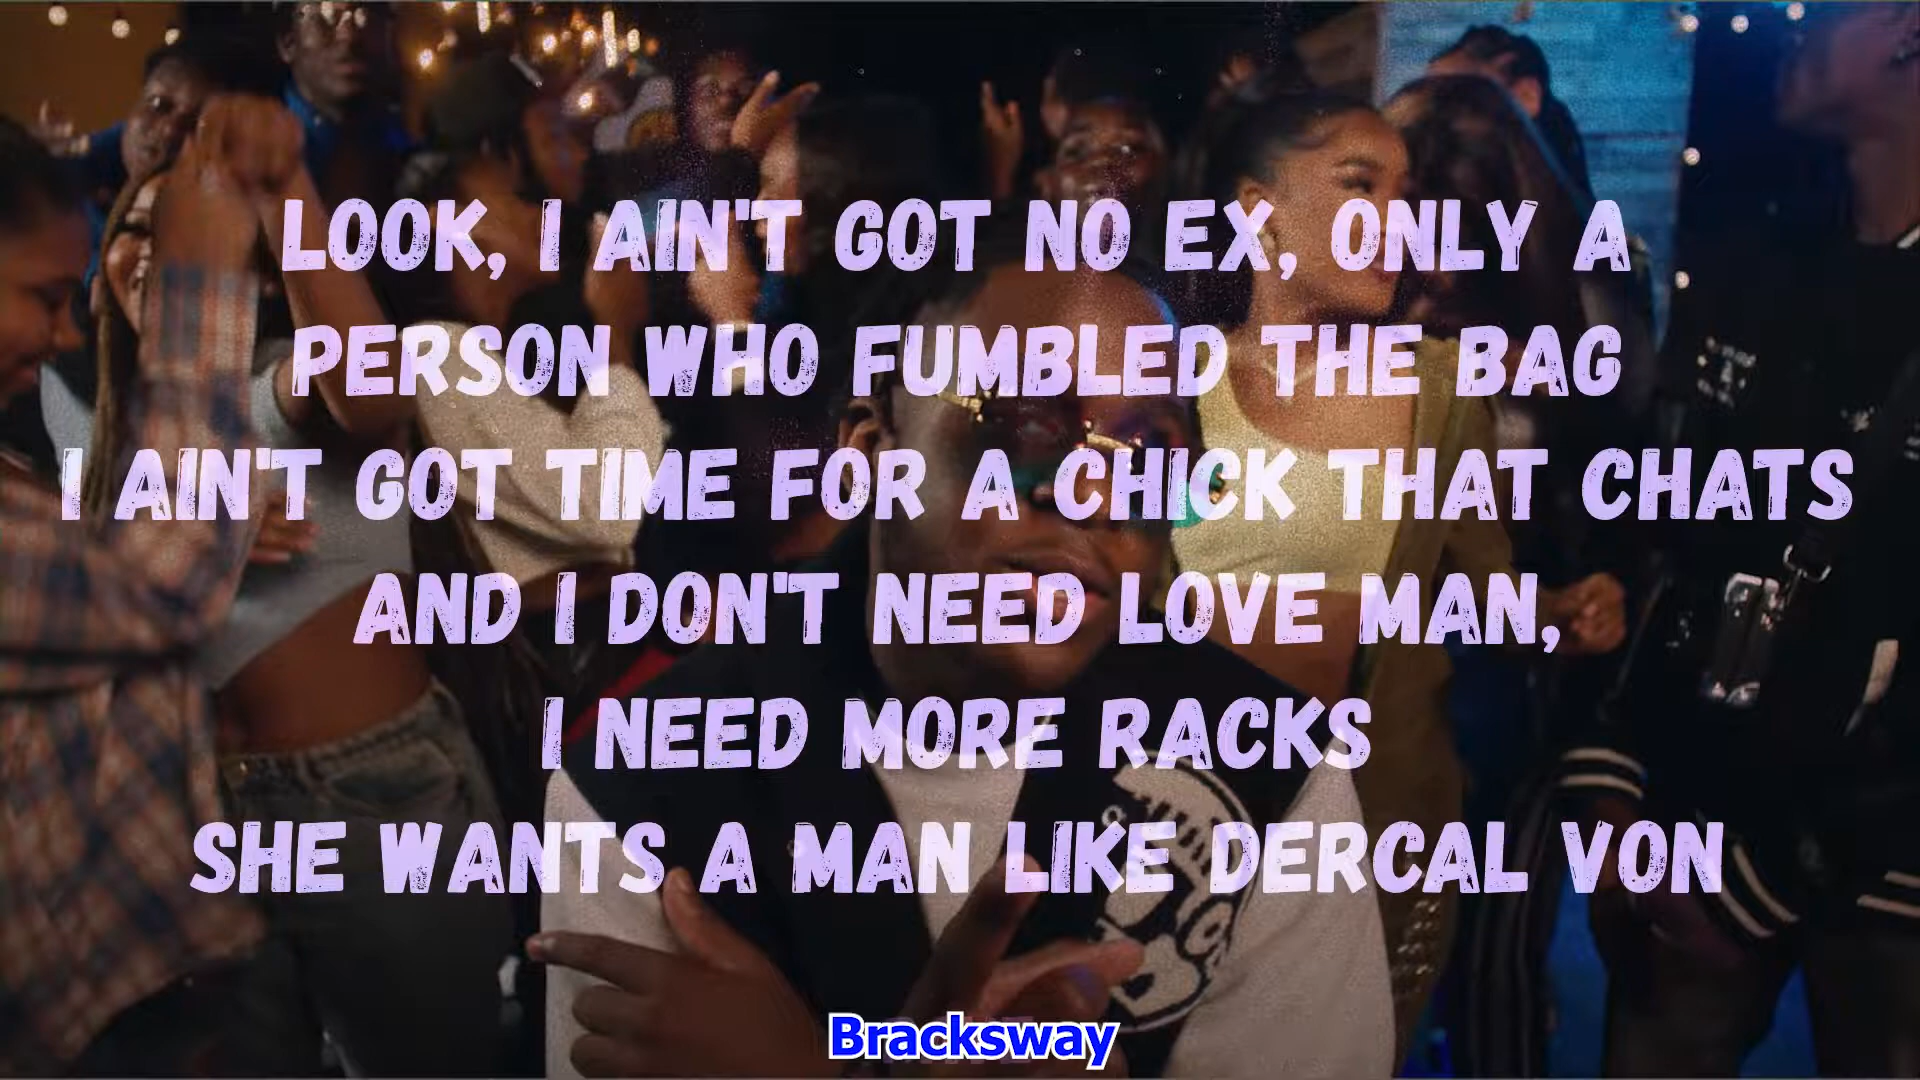 LOOK, I AIN'T GOT NO EX, ONLY A
PERSON WHO FUMBLED THE BAG
I AIN'T GOT TIME FOR A CHICK THAT CHATS
AND I DON'T NEED LOVE MAN,
I NEED MORE RACKS
SHE WANTS A MAN LIKE DERCAL VON
Bracksway